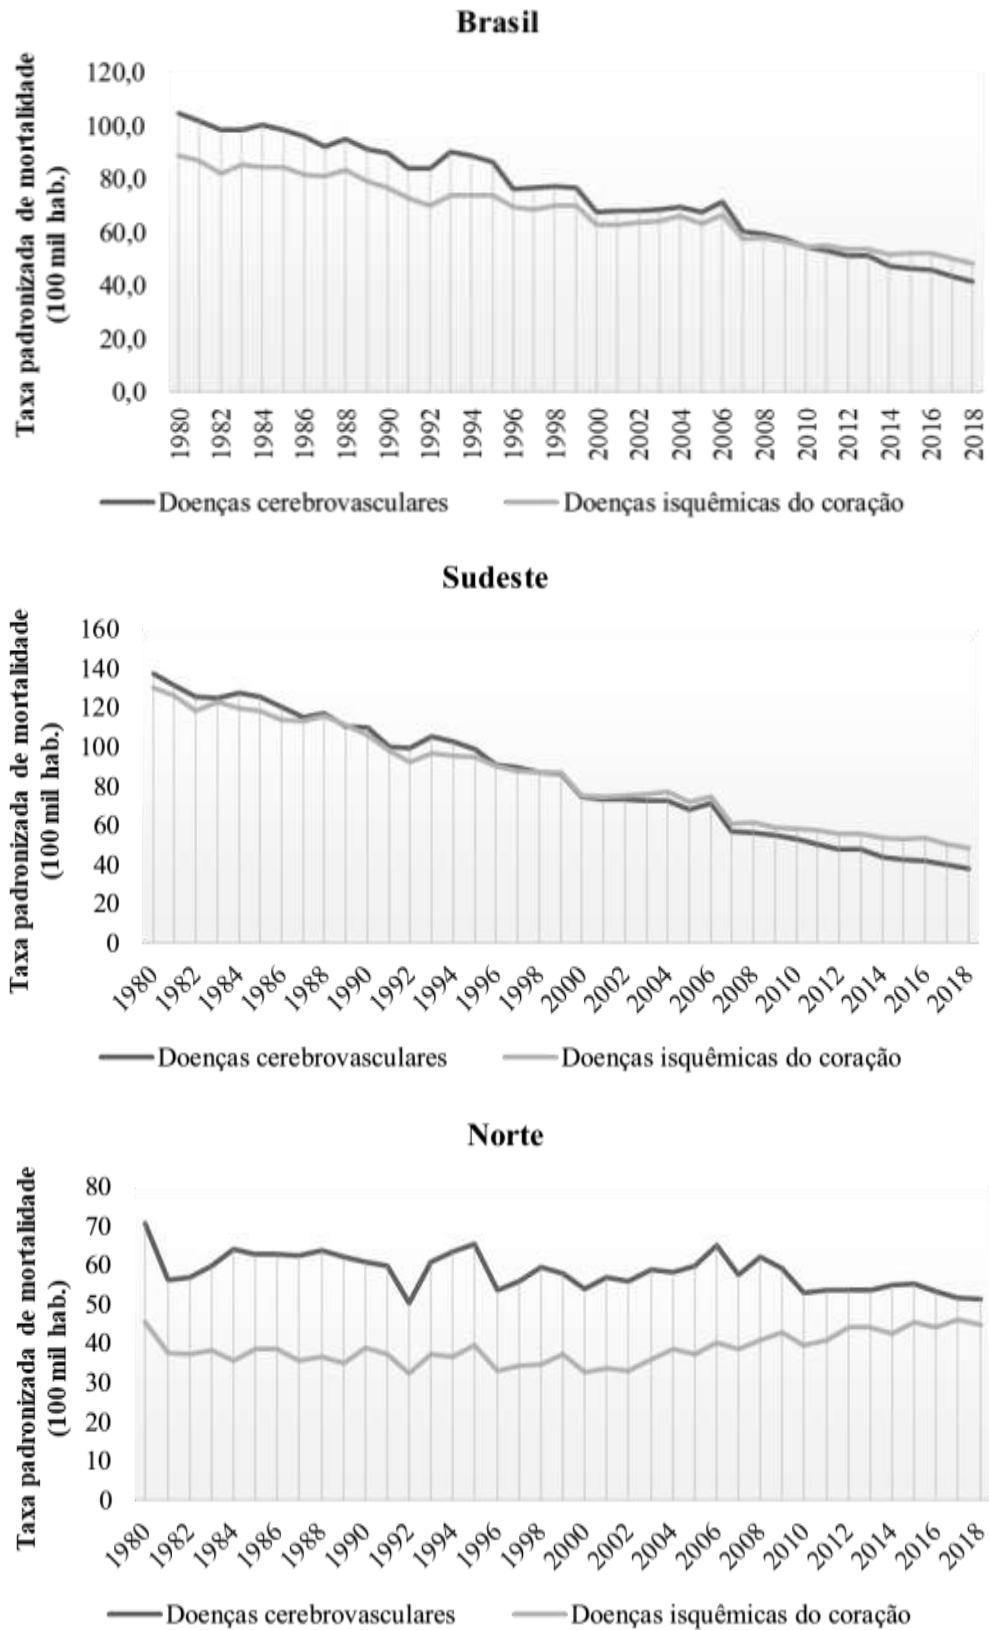 Brasil
Taxa padronizada de mortalidade
(100 mil hab.)
120,0
100,0
80,0
60,0
40,0
20,0
0,0
1980 1982 1984 1986 1988 1990 1992 1994 1996 1998 2000 2002 2004 2006 2008 2010 2012 2014 2016 2018
Doenças cerebrovasculares Doenças isquêmicas do coração
Sudeste
Taxa padronizada de mortalidade
(100 mil hab.)
160
140
120
100
80
60
40
20
0
1980 1982 1984 1986 1988 1990 1992 1994 1996 1998 2000 2002 2004 2006 2008 2010 2012 2014 2016 2018
Doenças cerebrovasculares Doenças isquêmicas do coração
Norte
Taxa padronizada de mortalidade
(100 mil hab.)
80
70
60
50
40
30
20
10
0
1980 1982 1984 1986 1988 1990 1992 1994 1996 1998 2000 2002 2004 2006 2008 2010 2012 2014 2016 2018
Doenças cerebrovasculares Doenças isquêmicas do coração